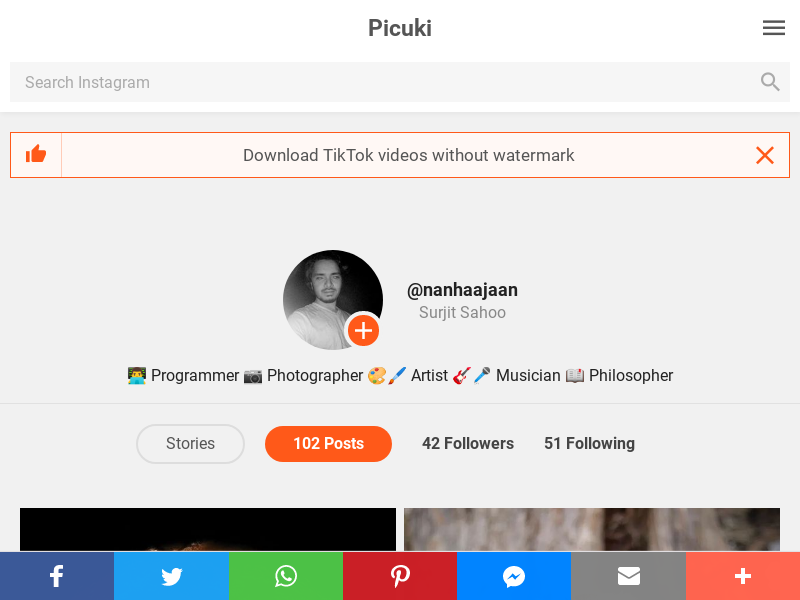 Picuki
Search Instagram
Download TikTok videos without watermark
@nanhaajaan
Surjit Sahoo
👨‍💻 Programmer 📷 Photographer 🎨🖌️ Artist 🎸🎤 Musician 📖 Philosopher
Stories 102 Posts 42 Followers 51 Following